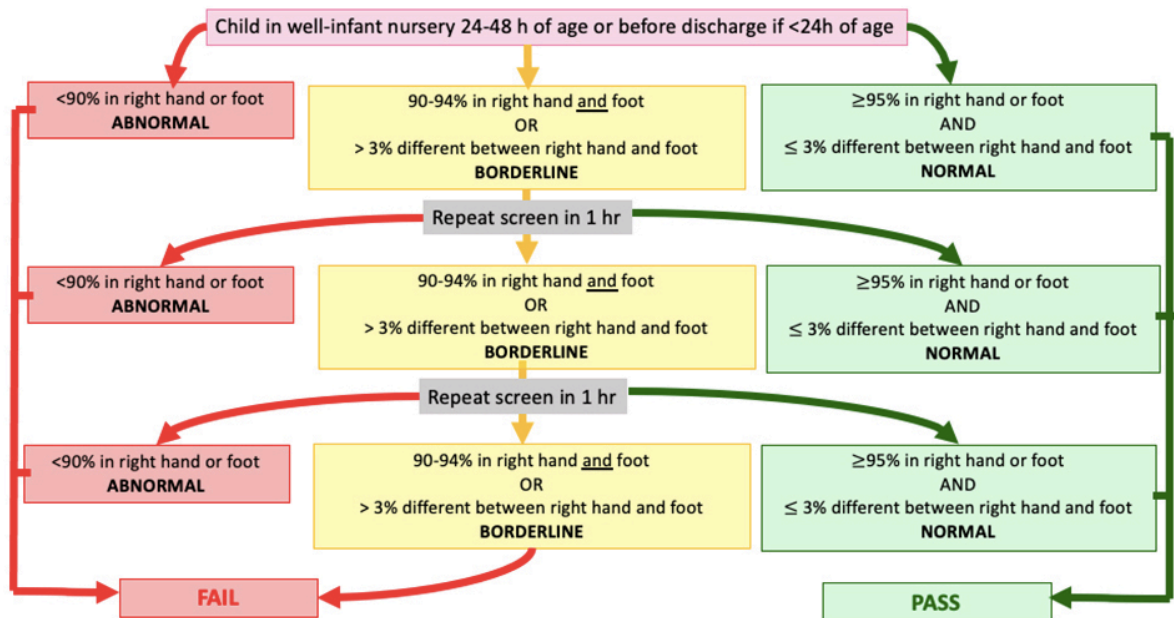 Child in well-infant nursery 24-48 h of age or before discharge if <24h of age
<90% in right hand or foot
ABNORMAL
90-94% in right hand and foot
OR
> 3% different between right hand and foot
BORDERLINE
≥95% in right hand or foot
AND
≤ 3% different between right hand and foot
NORMAL
Repeat screen in 1 hr
<90% in right hand or foot
ABNORMAL
90-94% in right hand and foot
OR
> 3% different between right hand and foot
BORDERLINE
≥95% in right hand or foot
AND
≤ 3% different between right hand and foot
NORMAL
Repeat screen in 1 hr
<90% in right hand or foot
ABNORMAL
90-94% in right hand and foot
OR
> 3% different between right hand and foot
BORDERLINE
≥95% in right hand or foot
AND
≤ 3% different between right hand and foot
NORMAL
FAIL
PASS